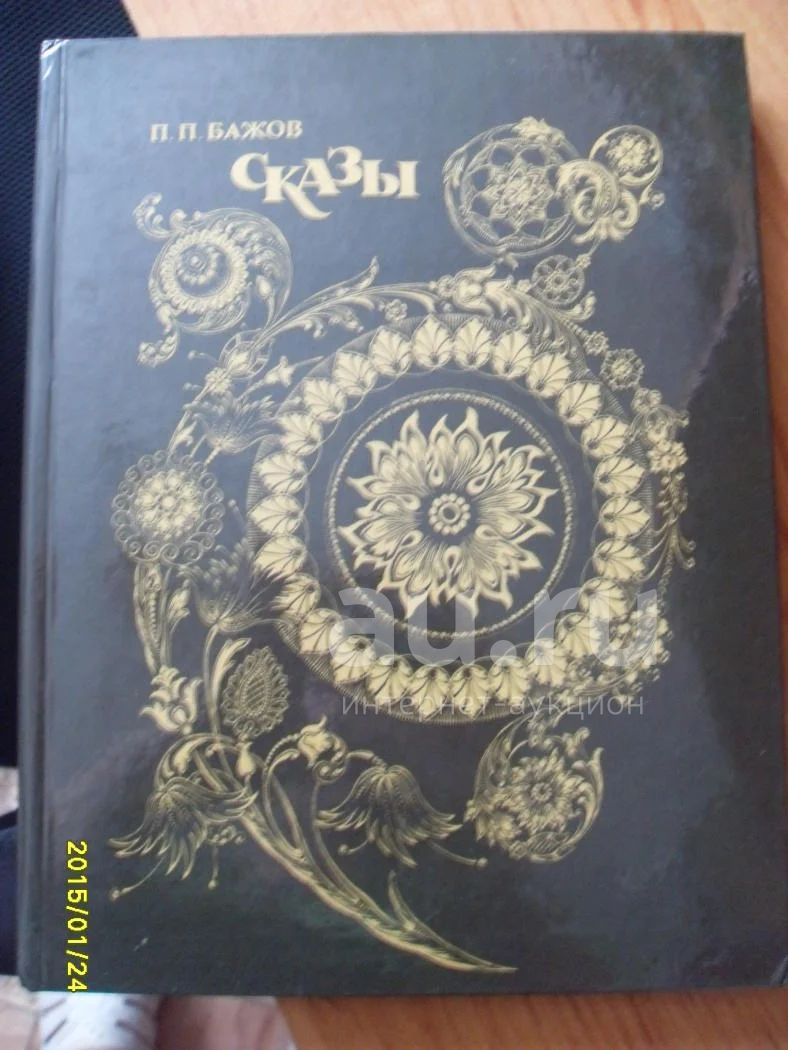 П. П. БАЖОВ
СКАЗЫ
au.ru
интернет-аукцион
2015/01/24